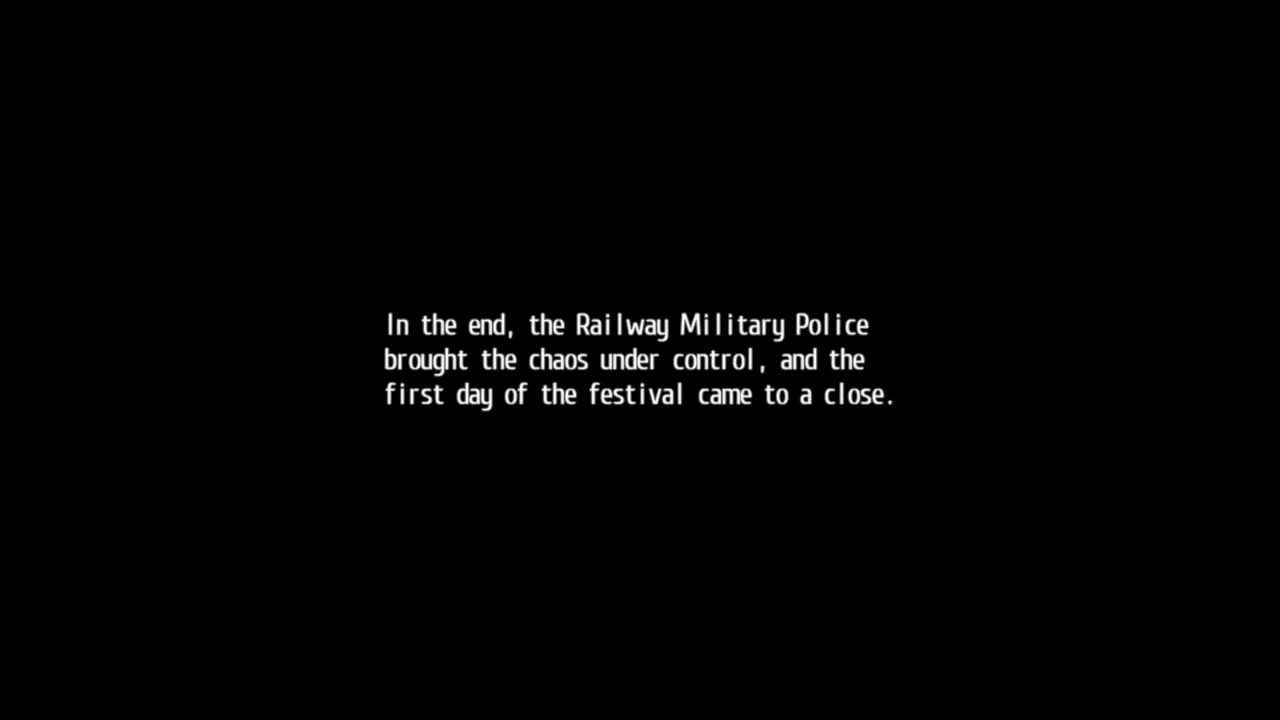 In the end, the Railway Military Police
brought the chaos under control, and the
first day of the festival came to a close.